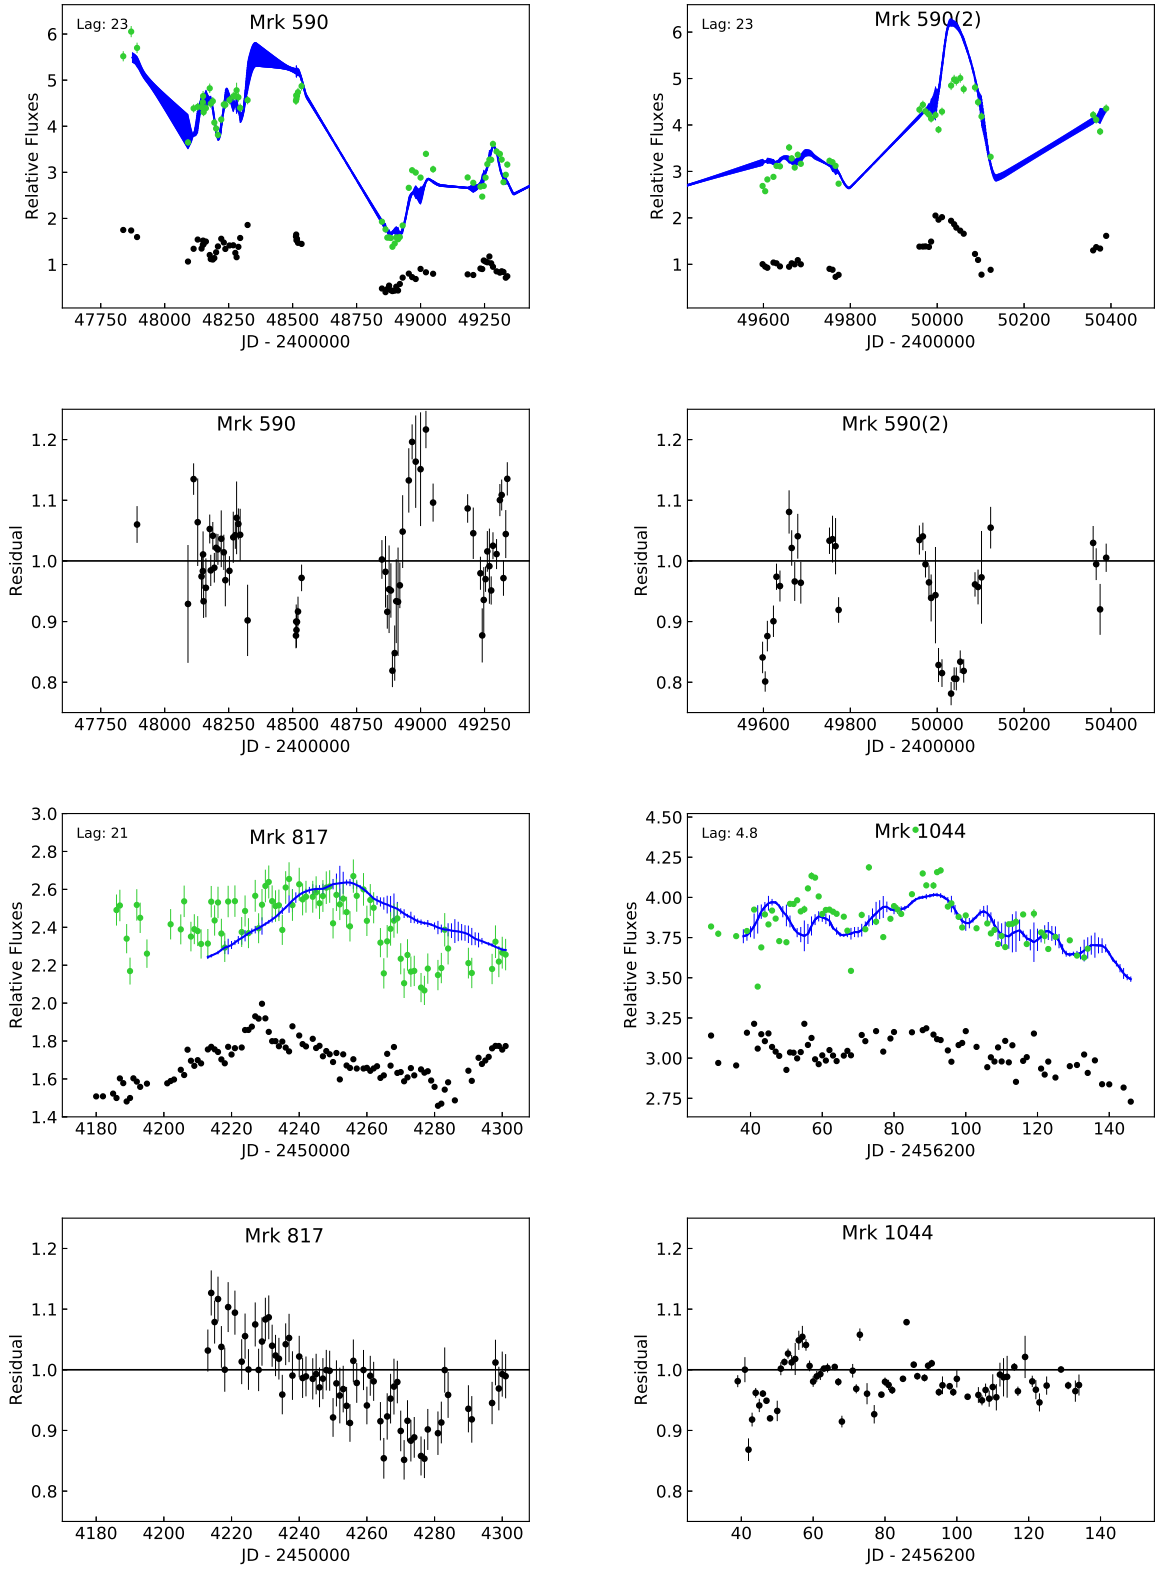 Mrk 590
Lag: 23
Relative Fluxes
6
5
4
3
2
1
47750 48000 48250 48500 48750 49000 49250
JD - 2400000
Mrk 590(2)
Lag: 23
Relative Fluxes
6
5
4
3
2
1
49600 49800 50000 50200 50400
JD - 2400000
Mrk 590
Residual
1.2
1.1
1.0
0.9
0.8
47750 48000 48250 48500 48750 49000 49250
JD - 2400000
Mrk 590(2)
Residual
1.2
1.1
1.0
0.9
0.8
49600 49800 50000 50200 50400
JD - 2400000
Mrk 817
Lag: 21
Relative Fluxes
3.0
2.8
2.6
2.4
2.2
2.0
1.8
1.6
1.4
4180 4200 4220 4240 4260 4280 4300
JD - 2450000
Mrk 1044
Lag: 4.8
Relative Fluxes
4.50
4.25
4.00
3.75
3.50
3.25
3.00
2.75
40 60 80 100 120 140
JD - 2456200
Mrk 817
Residual
1.2
1.1
1.0
0.9
0.8
4180 4200 4220 4240 4260 4280 4300
JD - 2450000
Mrk 1044
Residual
1.2
1.1
1.0
0.9
0.8
40 60 80 100 120 140
JD - 2456200